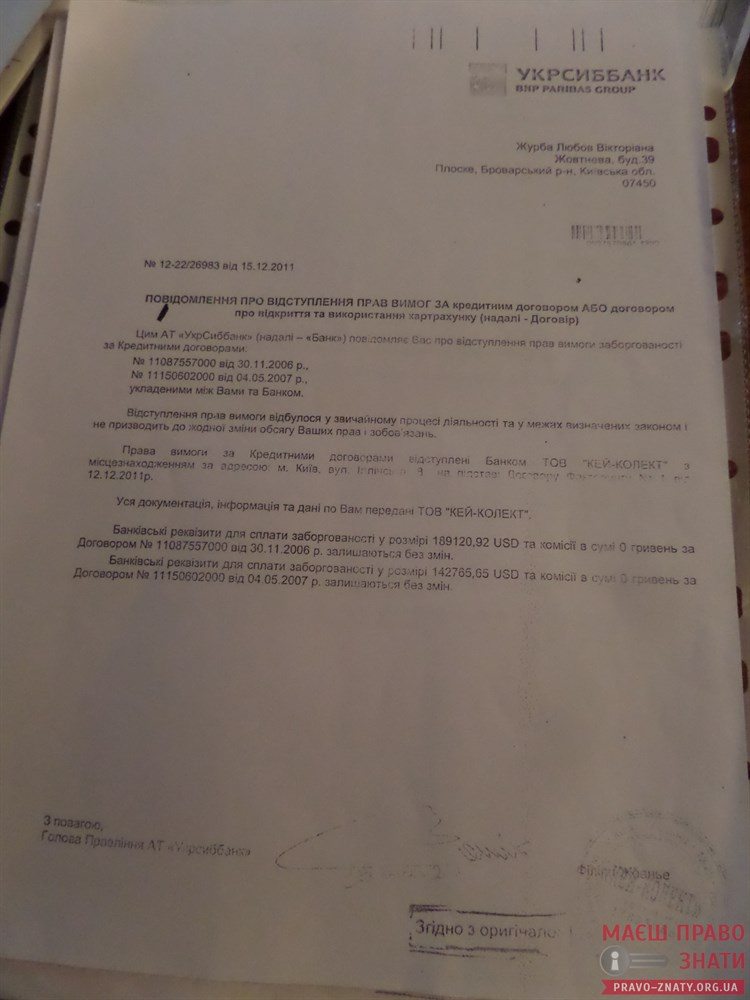 УКРСИББАНК
BNP PARIBAS GROUP
Журба Любов Вікторіана
Жовтнева, буд.39
Плоске, Броварський р-н, Київська обл.
07450
№ 12-22/26983 від 15.12.2011
ПОВІДОМЛЕННЯ ПРО ВІДСТУПЛЕННЯ ПРАВ ВИМОГ ЗА кредитним договором АБО договором
про відкриття та використання картрахунку (надалі - Договір)
Цим АТ «УкрСиббанк» (надалі – «Банк») повідомляє Вас про відступлення прав вимоги заборгованості
за Кредитними договорами:
№ 11087557000 від 30.11.2006 р.,
№ 11150602000 від 04.05.2007 р.,
укладеними між Вами та Банком.
Відступлення прав вимоги відбулося у звичайному процесі діяльності та у межах визначених законом і
не призводить до жодної зміни обсягу Ваших прав і зобов'язань.
Права вимоги за Кредитними договорами відступлені Банком ТОВ "КЕЙ-КОЛЕКТ" з
місцезнаходженням за адресою м. Київ, вул. на підставі Договору Факторингу № 1 від
12.12.2011р.
Уся документація, інформація та дані по Вам передані ТОВ "КЕЙ-КОЛЕКТ".
Банківські реквізити для сплати заборгованості у розмірі 189120,92 USD та комісії в сумі 0 гривень за
Договором № 11087557000 від 30.11.2006 р. залишаються без змін.
Банківські реквізити для сплати заборгованості у розмірі 142765,65 USD та комісії в сумі 0 гривень за
Договором № 11150602000 від 04.05.2007 р. залишаються без змін.
З повагою,
Голова Правління АТ «Укрсиббанк»
Згідно з оригіналом
МАЄШ ПРАВО
ЗНАТИ
PRAVO-ZNATY.ORG.UA